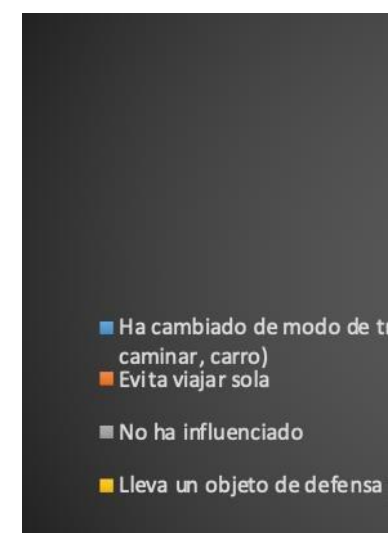 Ha cambiado de modo de
caminar, carro)
Evita viajar sola
No ha influenciado
Lleva un objeto de defensa